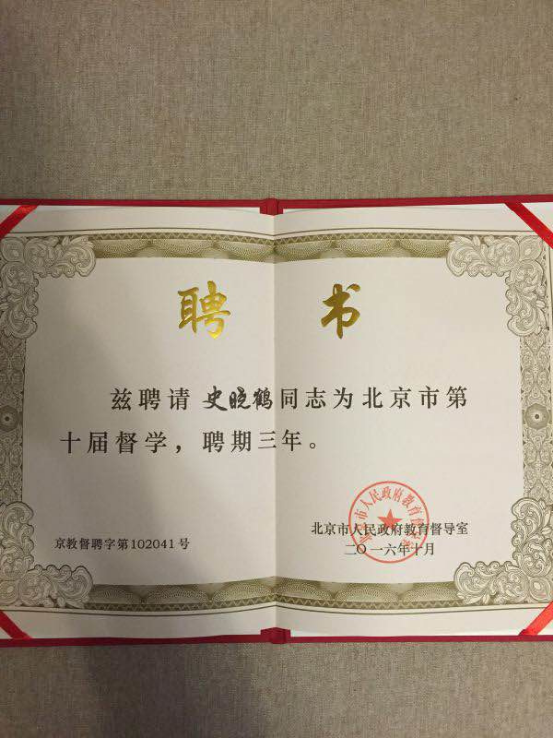 聘 书
兹聘请 史晓鹤同志为北京市第
十届督学，聘期三年。
北京市人民政府教育督导室
二〇一六年十月
京教督聘字第102041号